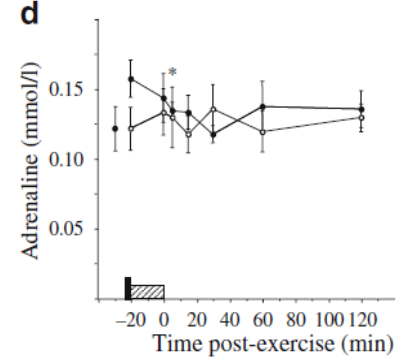 d
*
Adrenaline (mmol/l)
0.15
0.10
0.05
−20 0 20 40 60 80 100 120
Time post-exercise (min)